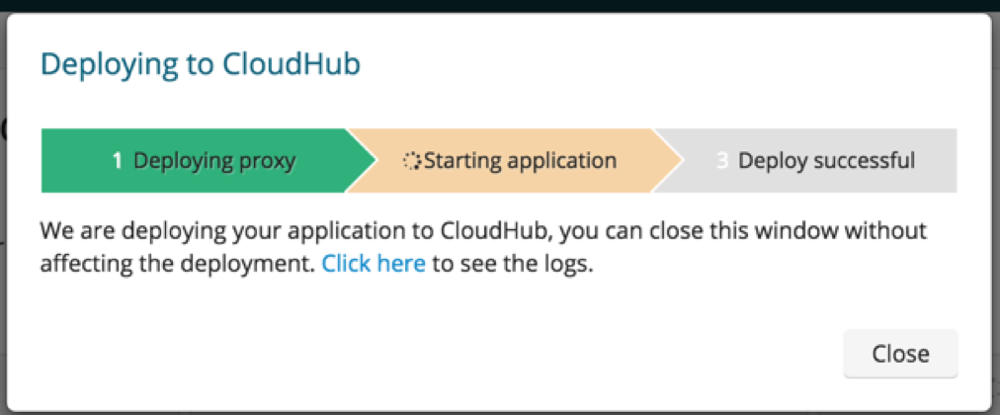 Deploying to CloudHub
1 Deploying proxy
Starting application
3 Deploy successful
We are deploying your application to CloudHub, you can close this window without
affecting the deployment. Click here to see the logs.
Close